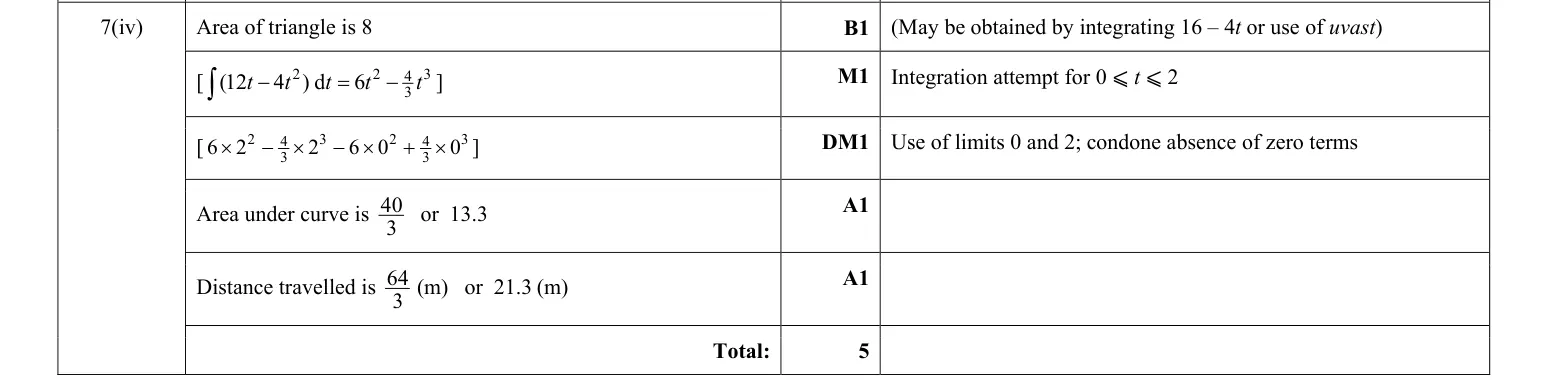 7(iv) Area of triangle is 8 B1 (May be obtained by integrating 16 – 4t or use of uvast)
[ ∫(12t − 4t²) dt = 6t² − 4/3 t³ ] M1 Integration attempt for 0 ⩽ t ⩽ 2
[ 6 × 2² − 4/3 × 2³ − 6 × 0² + 4/3 × 0³ ] DM1 Use of limits 0 and 2; condone absence of zero terms
Area under curve is 40/3 or 13.3 A1
Distance travelled is 64/3 (m) or 21.3 (m) A1
Total: 5